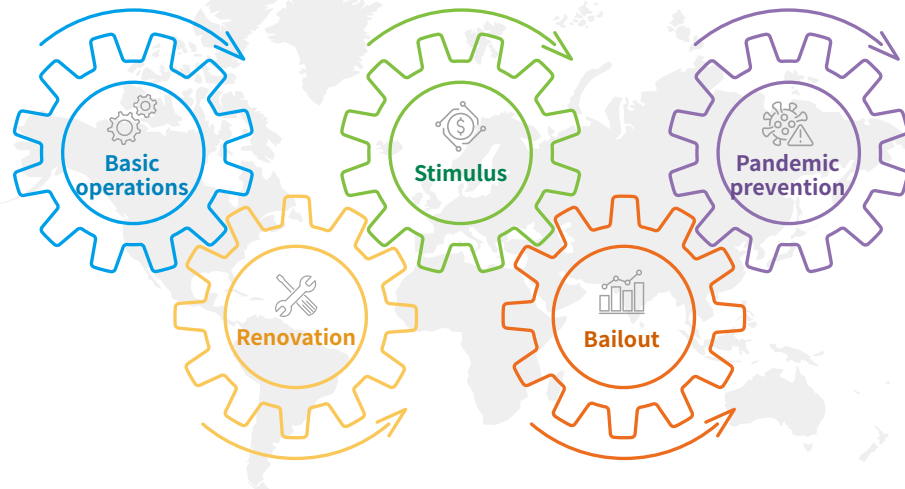 Basic
operations
Stimulus
Pandemic
prevention
Renovation
Bailout
$